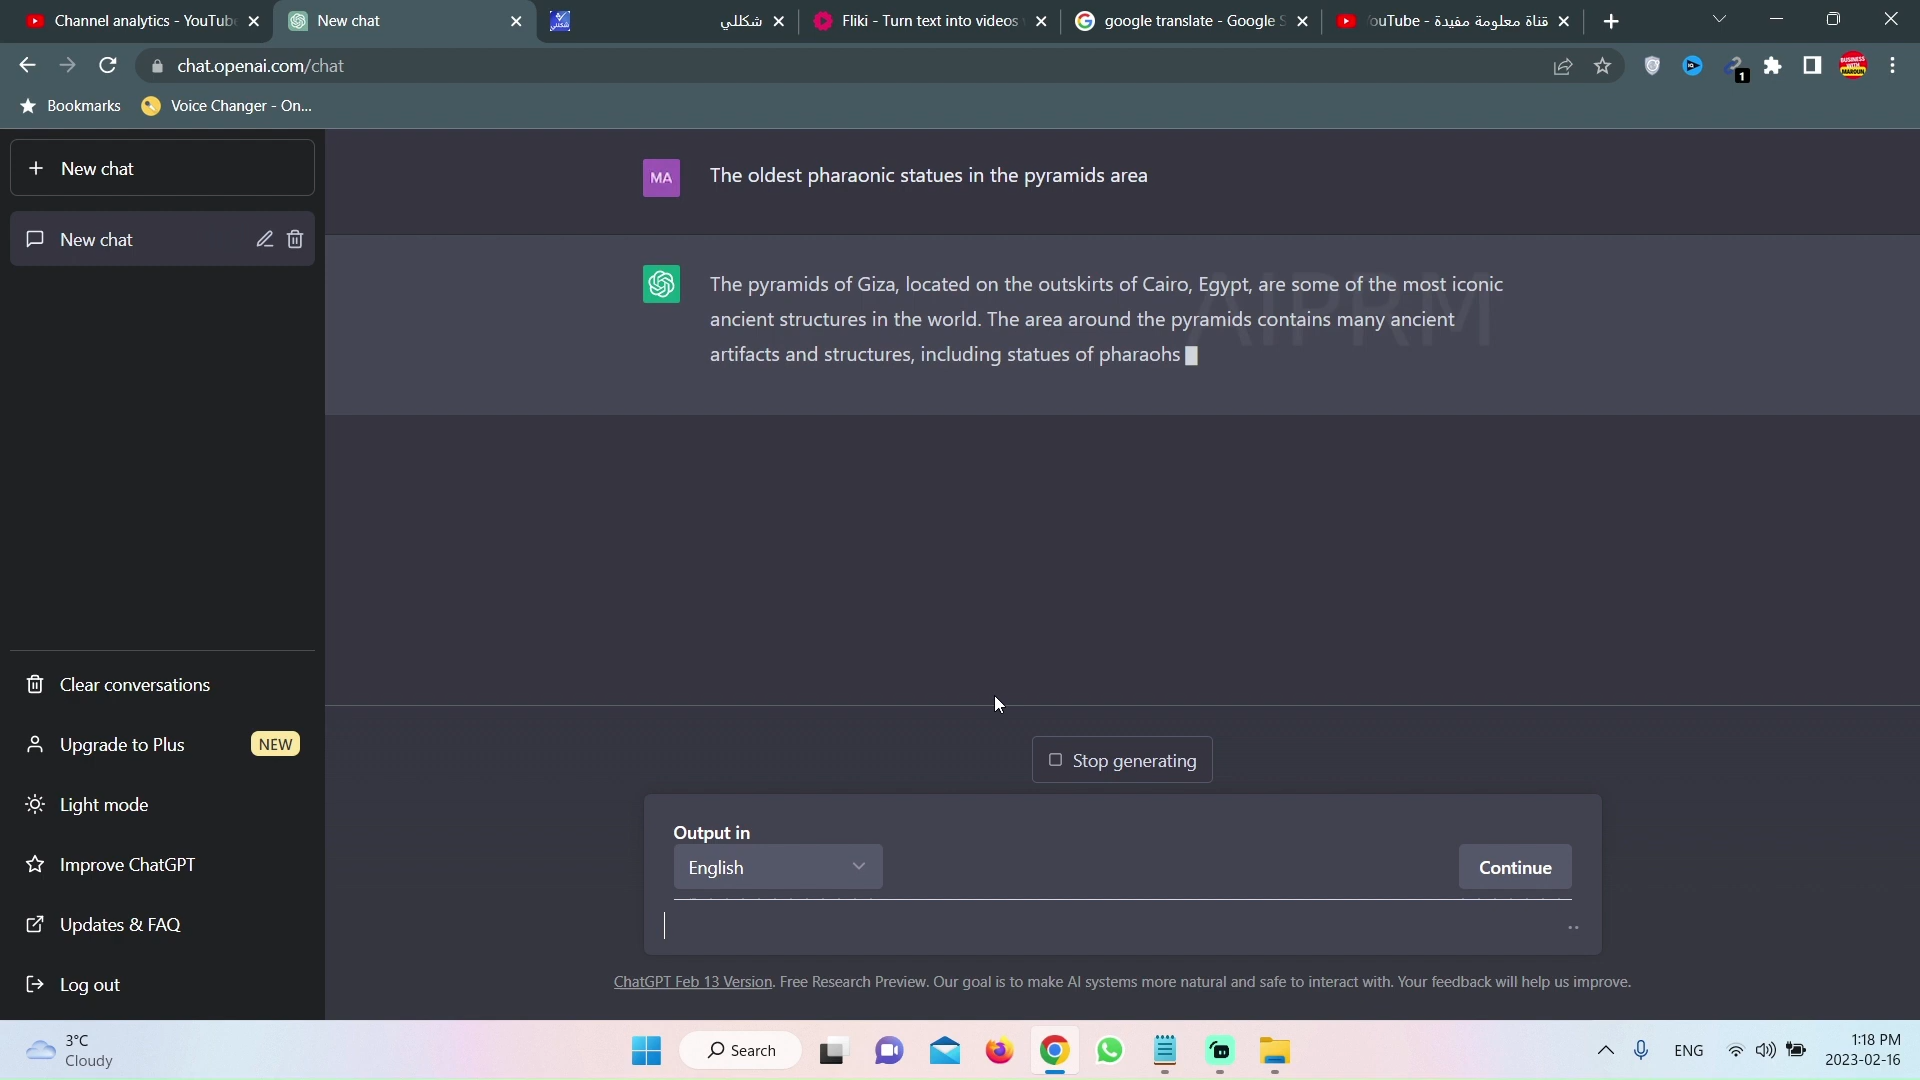 Channel analytics - YouTub
New chat
شكللي
Fliki - Turn text into videos
google translate - Google S
ouTube - قناة معلومة مفيدة
chat.openai.com/chat
1
BUSINESS WITH MAROUN
Bookmarks
Voice Changer - On...
New chat
New chat
Clear conversations
Upgrade to Plus
NEW
Light mode
Improve ChatGPT
Updates & FAQ
Log out
MA
The oldest pharaonic statues in the pyramids area
AIPRM
The pyramids of Giza, located on the outskirts of Cairo, Egypt, are some of the most iconic
ancient structures in the world. The area around the pyramids contains many ancient
artifacts and structures, including statues of pharaohs
Stop generating
Output in
English
Continue
ChatGPT Feb 13 Version. Free Research Preview. Our goal is to make AI systems more natural and safe to interact with. Your feedback will help us improve.
3°C
Cloudy
Search
ENG
1:18 PM
2023-02-16